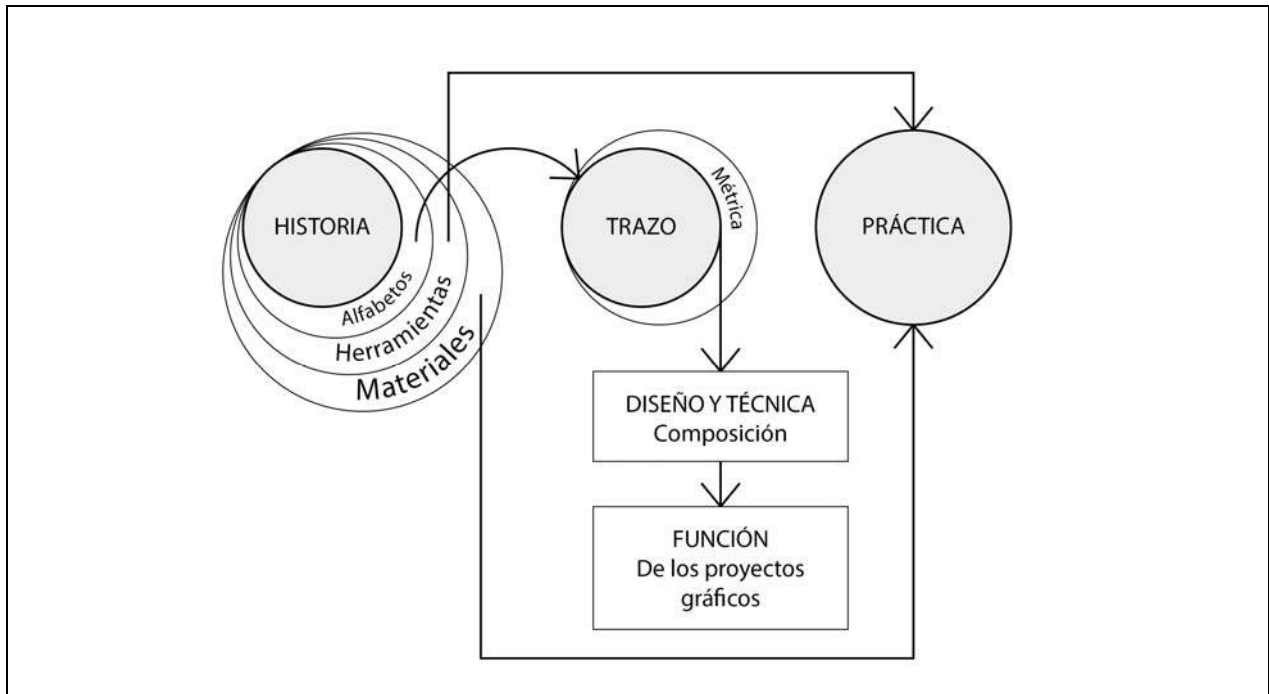 HISTORIA
Alfabetos
Herramientas
Materiales
TRAZO
Métrica
PRÁCTICA
DISEÑO Y TÉCNICA
Composición
FUNCIÓN
De los proyectos
gráficos